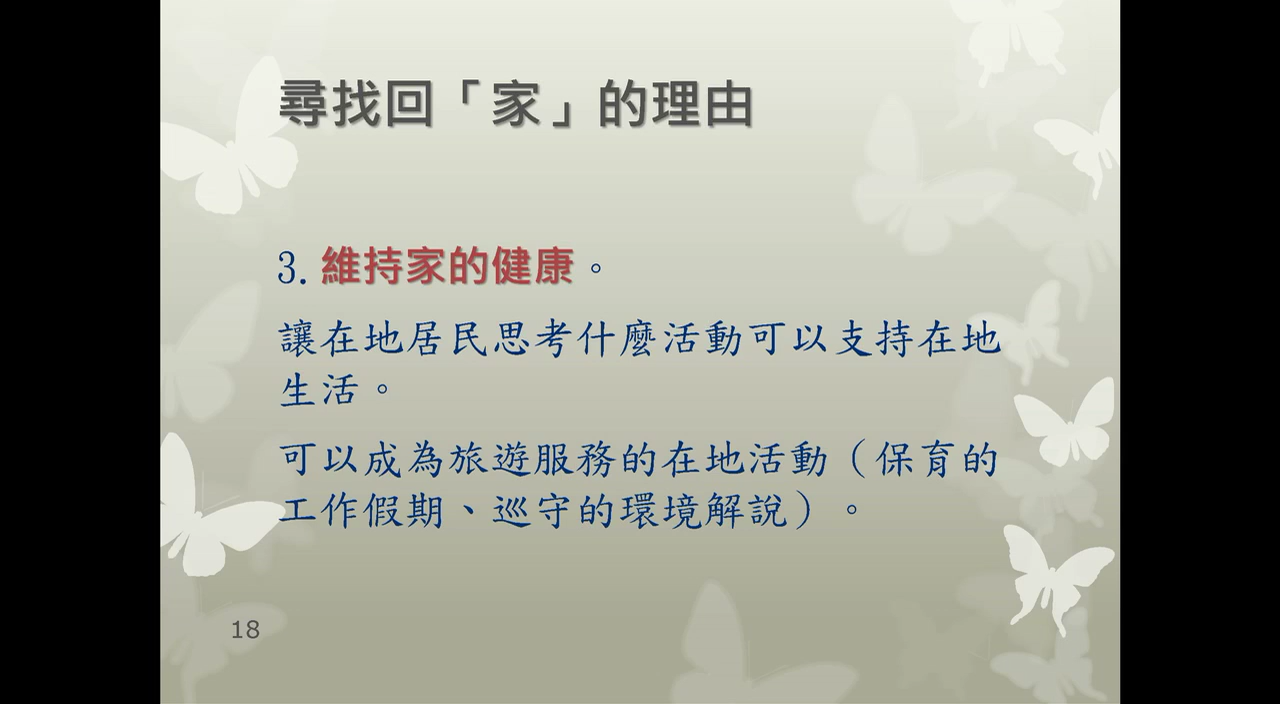 尋找回「家」的理由
3. 維持家的健康。
讓在地居民思考什麼活動可以支持在地
生活。
可以成為旅遊服務的在地活動（保育的
工作假期、巡守的環境解說）。
18